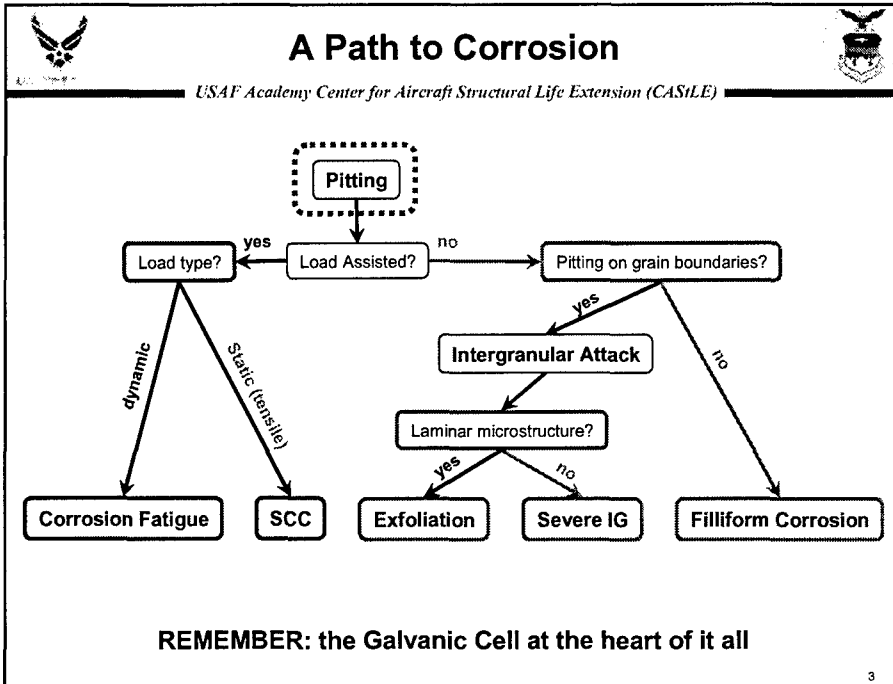 A Path to Corrosion
USAF Academy Center for Aircraft Structural Life Extension (CAStLE)
Pitting
yes
no
Load type?
Load Assisted?
Pitting on grain boundaries?
yes
Intergranular Attack
dynamic
Static (tensile)
no
Laminar microstructure?
yes
no
Corrosion Fatigue
SCC
Exfoliation
Severe IG
Filliform Corrosion
REMEMBER: the Galvanic Cell at the heart of it all
3